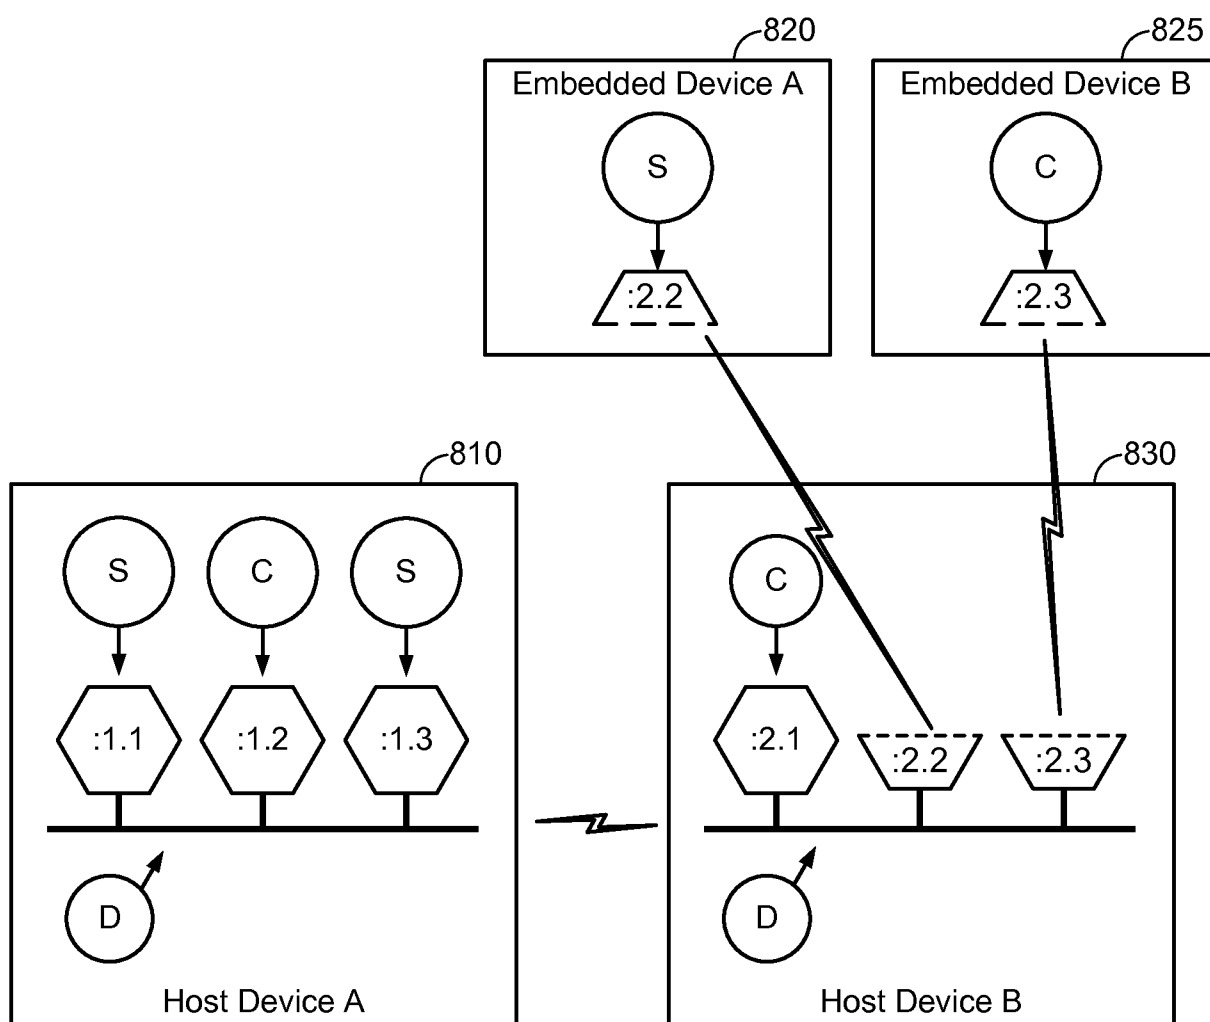 820
825
Embedded Device A
Embedded Device B
S
C
:2.2
:2.3
810
830
S
C
S
C
:1.1
:1.2
:1.3
:2.1
:2.2
:2.3
D
D
Host Device A
Host Device B